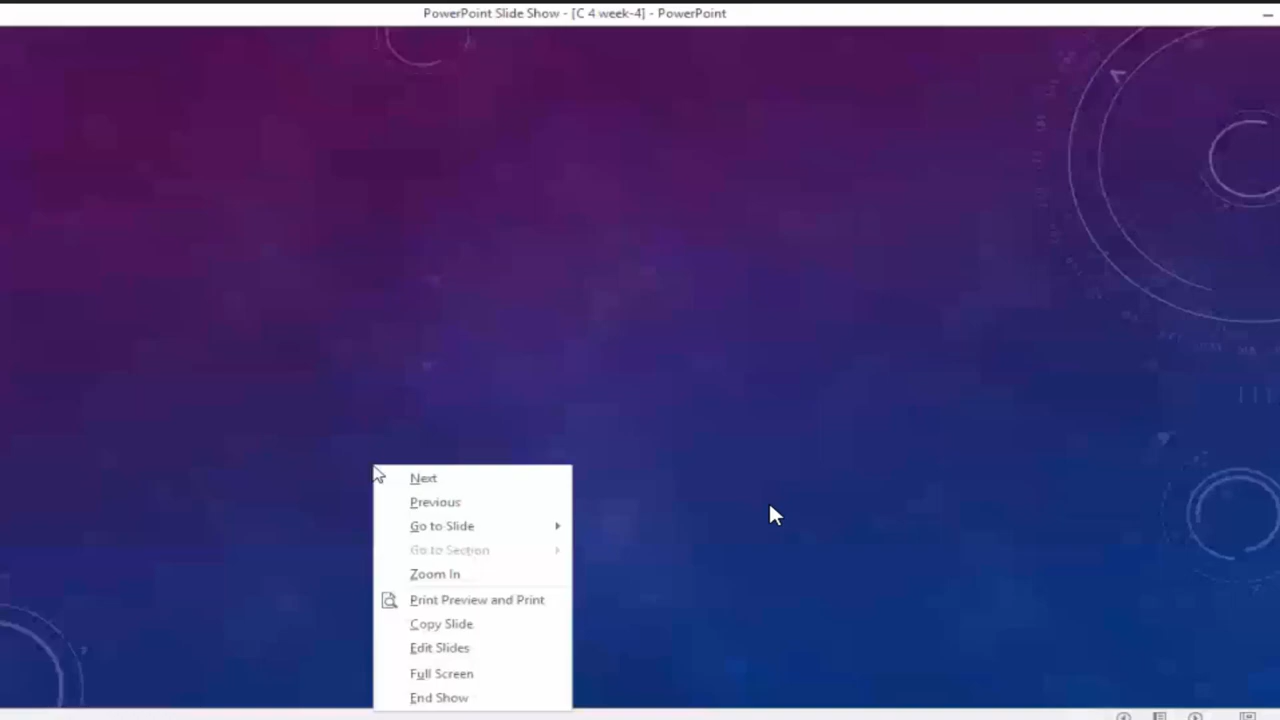 PowerPoint Slide Show - [C 4 week-4] - PowerPoint
Next
Previous
Go to Slide
Go to Section
Zoom In
Print Preview and Print
Copy Slide
Edit Slides
Full Screen
End Show